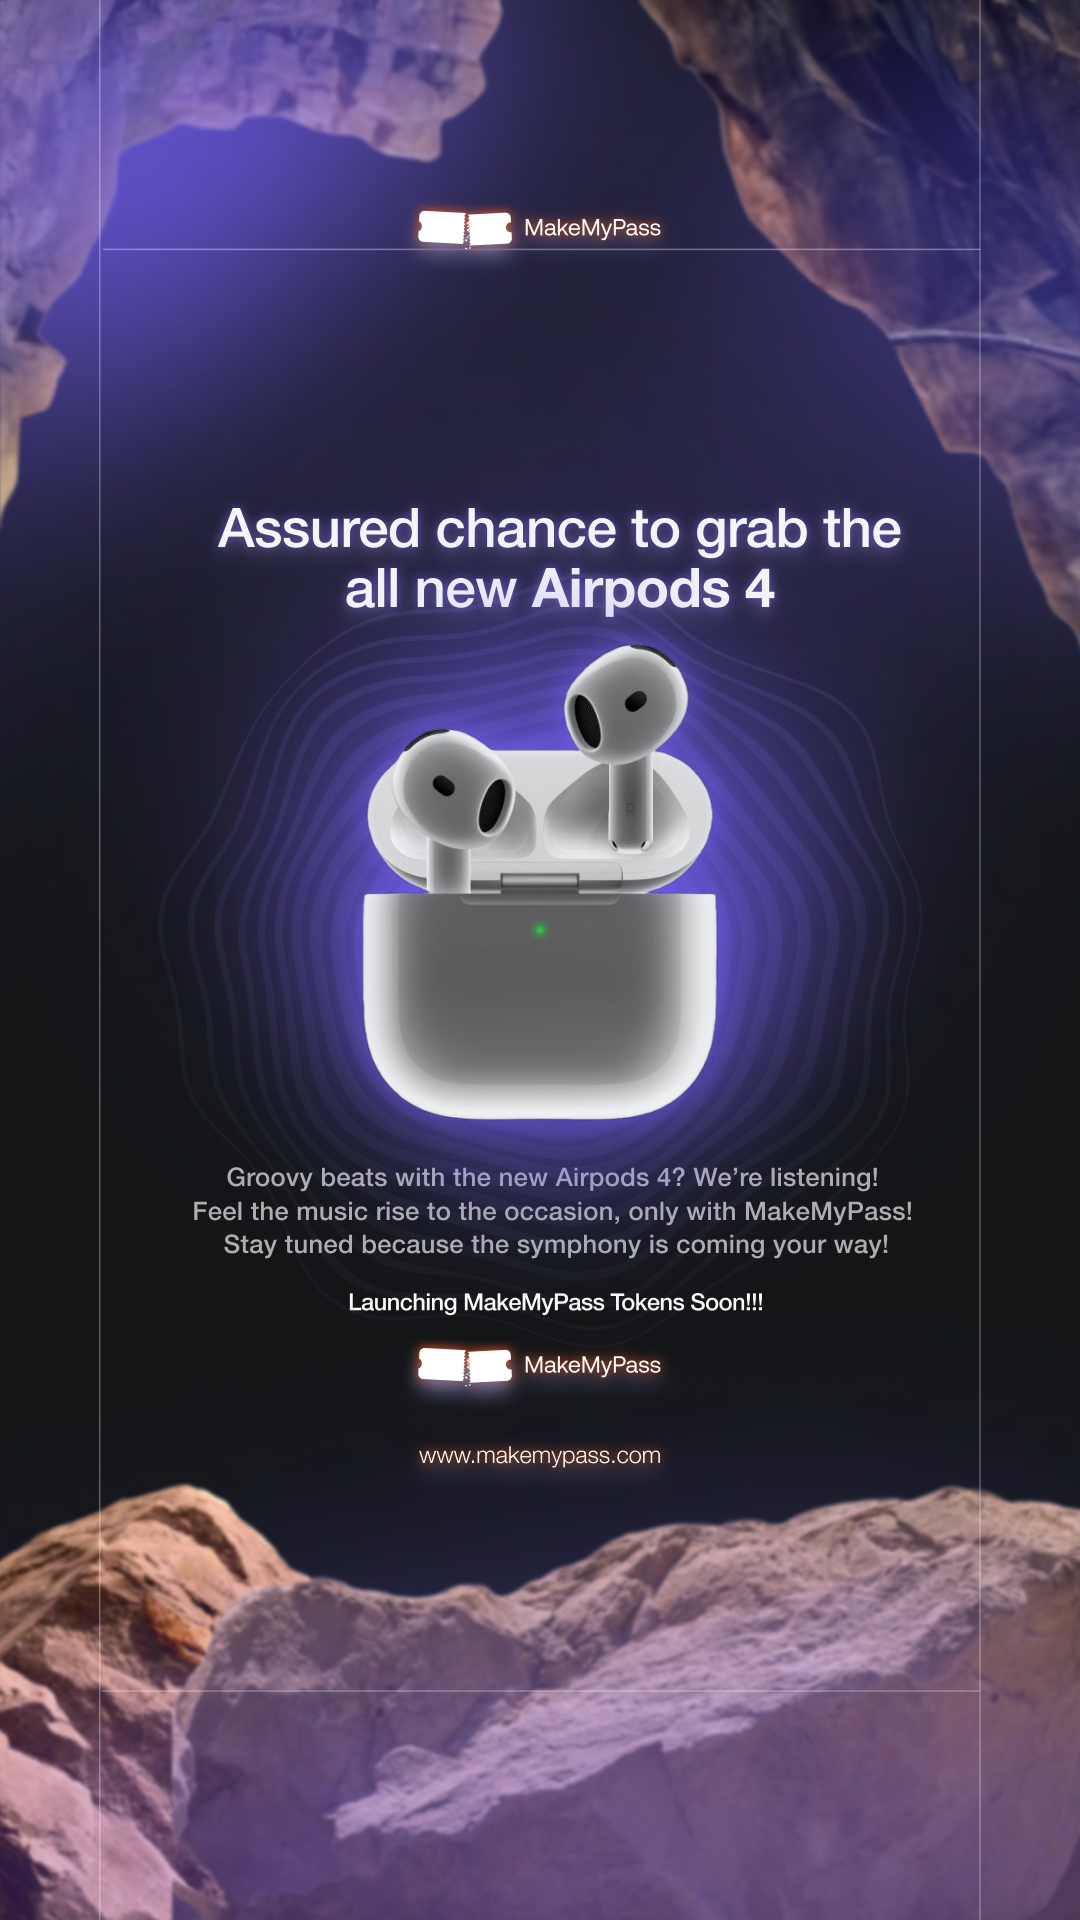 MakeMyPass
Assured chance to grab the
all new Airpods 4
R
Groovy beats with the new Airpods 4? We’re listening!
Feel the music rise to the occasion, only with MakeMyPass!
Stay tuned because the symphony is coming your way!
Launching MakeMyPass Tokens Soon!!!
MakeMyPass
www.makemypass.com